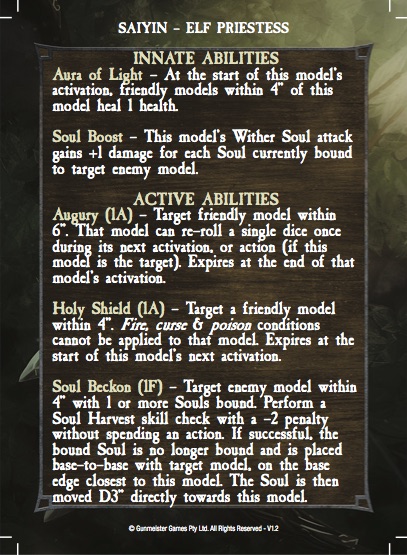 SAIYIN – ELF PRIESTESS
INNATE ABILITIES
Aura of Light – At the start of this model's
activation, friendly models within 4" of this
model heal 1 health.
Soul Boost – This model's Wither Soul attack
gains +1 damage for each Soul currently bound
to target enemy model.
ACTIVE ABILITIES
Augury (1A) – Target friendly model within
6". That model can re-roll a single dice once
during its next activation, or action (if this
model is the target). Expires at the end of that
model's activation.
Holy Shield (1A) – Target a friendly model
within 4". Fire, curse & poison conditions
cannot be applied to that model. Expires at the
start of this model's next activation.
Soul Beckon (1F) – Target enemy model within
4" with 1 or more Souls bound. Perform a
Soul Harvest skill check with a -2 penalty
without spending an action. If successful, the
bound Soul is no longer bound and is placed
base-to-base with target model, on the base
edge closest to this model. The Soul is then
moved D3" directly towards this model.
© Gunmeister Games Pty Ltd. All Rights Reserved - V1.2